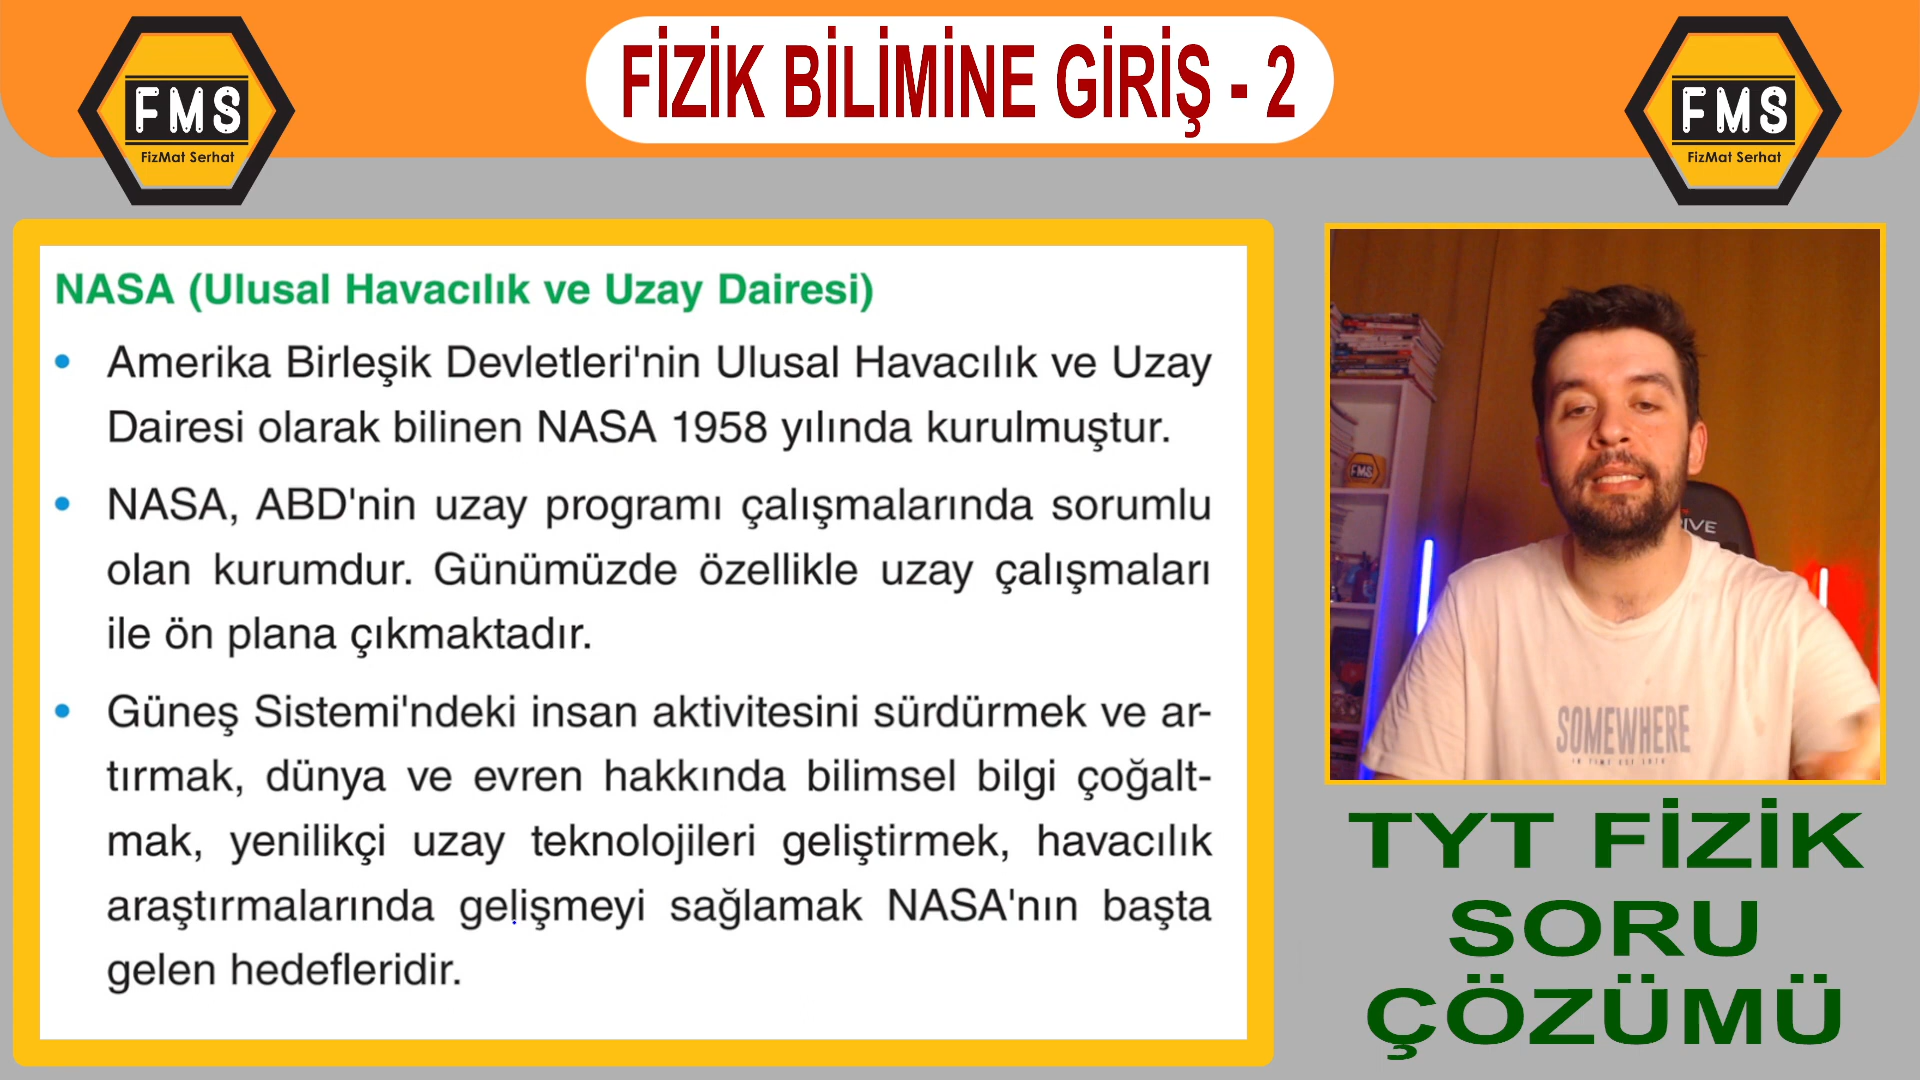 FİZİK BİLİMİNE GİRİŞ - 2
FMS
FizMat Serhat
FMS
FizMat Serhat
NASA (Ulusal Havacılık ve Uzay Dairesi)
• Amerika Birleşik Devletleri'nin Ulusal Havacılık ve Uzay
Dairesi olarak bilinen NASA 1958 yılında kurulmuştur.
• NASA, ABD'nin uzay programı çalışmalarında sorumlu
olan kurumdur. Günümüzde özellikle uzay çalışmaları
ile ön plana çıkmaktadır.
• Güneş Sistemi'ndeki insan aktivitesini sürdürmek ve ar-
tırmak, dünya ve evren hakkında bilimsel bilgi çoğalt-
mak, yenilikçi uzay teknolojileri geliştirmek, havacılık
araştırmalarında gelişmeyi sağlamak NASA'nın başta
gelen hedefleridir.
FMS
SOMEWHERE
TYT FİZİK
SORU
ÇÖZÜMÜ